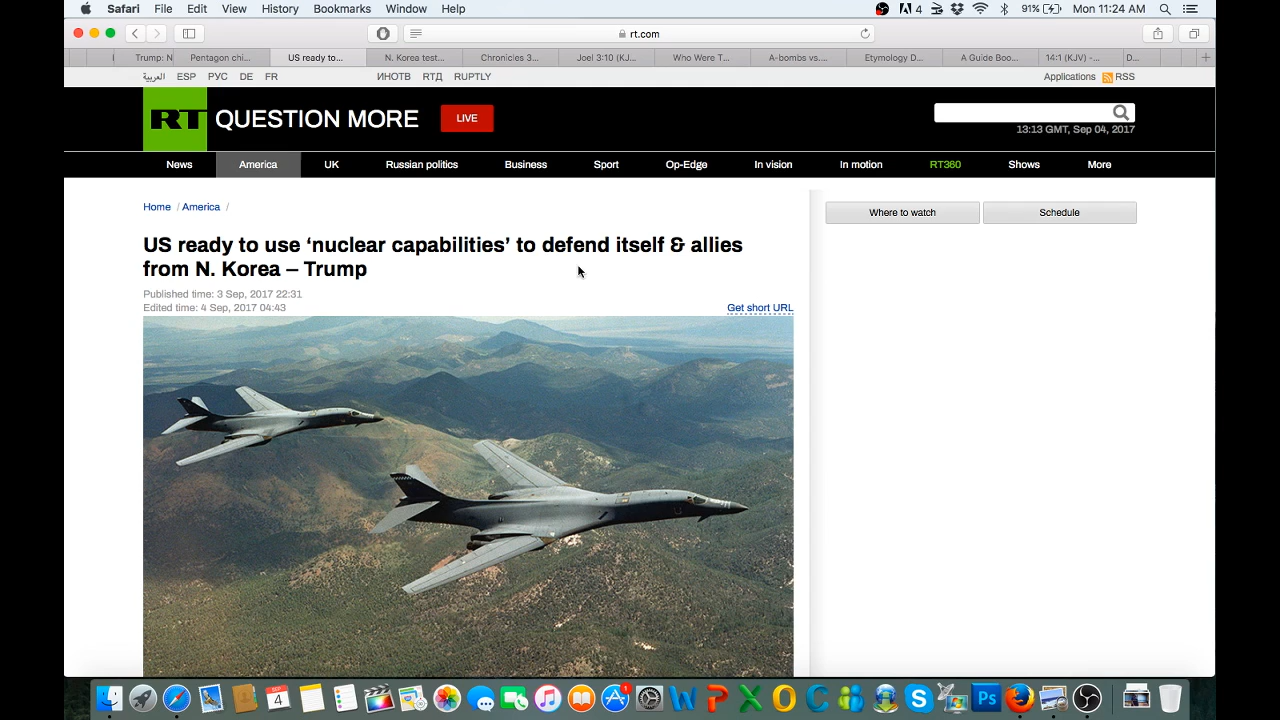 Safari File Edit View History Bookmarks Window Help 4 91% Mon 11:24 AM
rt.com
Trump: N Pentagon chi... US ready to... N. Korea test... Chronicles 3... Joel 3:10 (KJ... Who Were T... A-bombs vs.... Etymology D... A Guide Boo... 14:1 (KJV) -... D...
العربية ESP РУС DE FR ИНОТВ RTД RUPTLY Applications RSS
RT QUESTION MORE LIVE
13:13 GMT, Sep 04, 2017
News America UK Russian politics Business Sport Op-Edge In vision In motion RT360 Shows More
Home / America /
Where to watch Schedule
US ready to use ‘nuclear capabilities’ to defend itself & allies
from N. Korea – Trump
Published time: 3 Sep, 2017 22:31
Edited time: 4 Sep, 2017 04:43
Get short URL
SEP
4
1
W P X O C S Ps